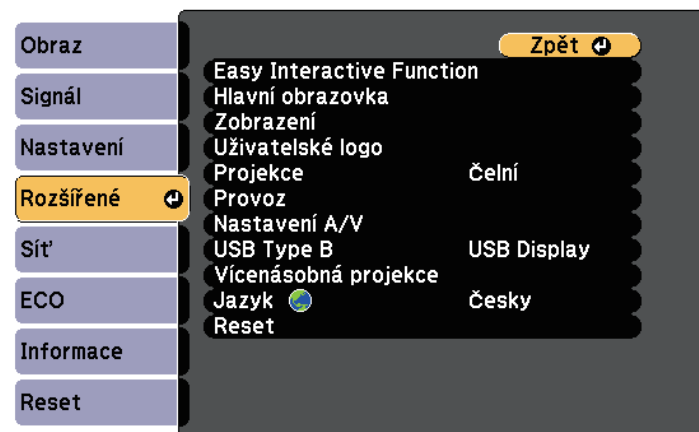 Obraz
Signál
Nastavení
Rozšířené
Síť
ECO
Informace
Reset
Zpět
Easy Interactive Function
Hlavní obrazovka
Zobrazení
Uživatelské logo
Projekce Čelní
Provoz
Nastavení A/V
USB Type B USB Display
Vícenásobná projekce
Jazyk Česky
Reset